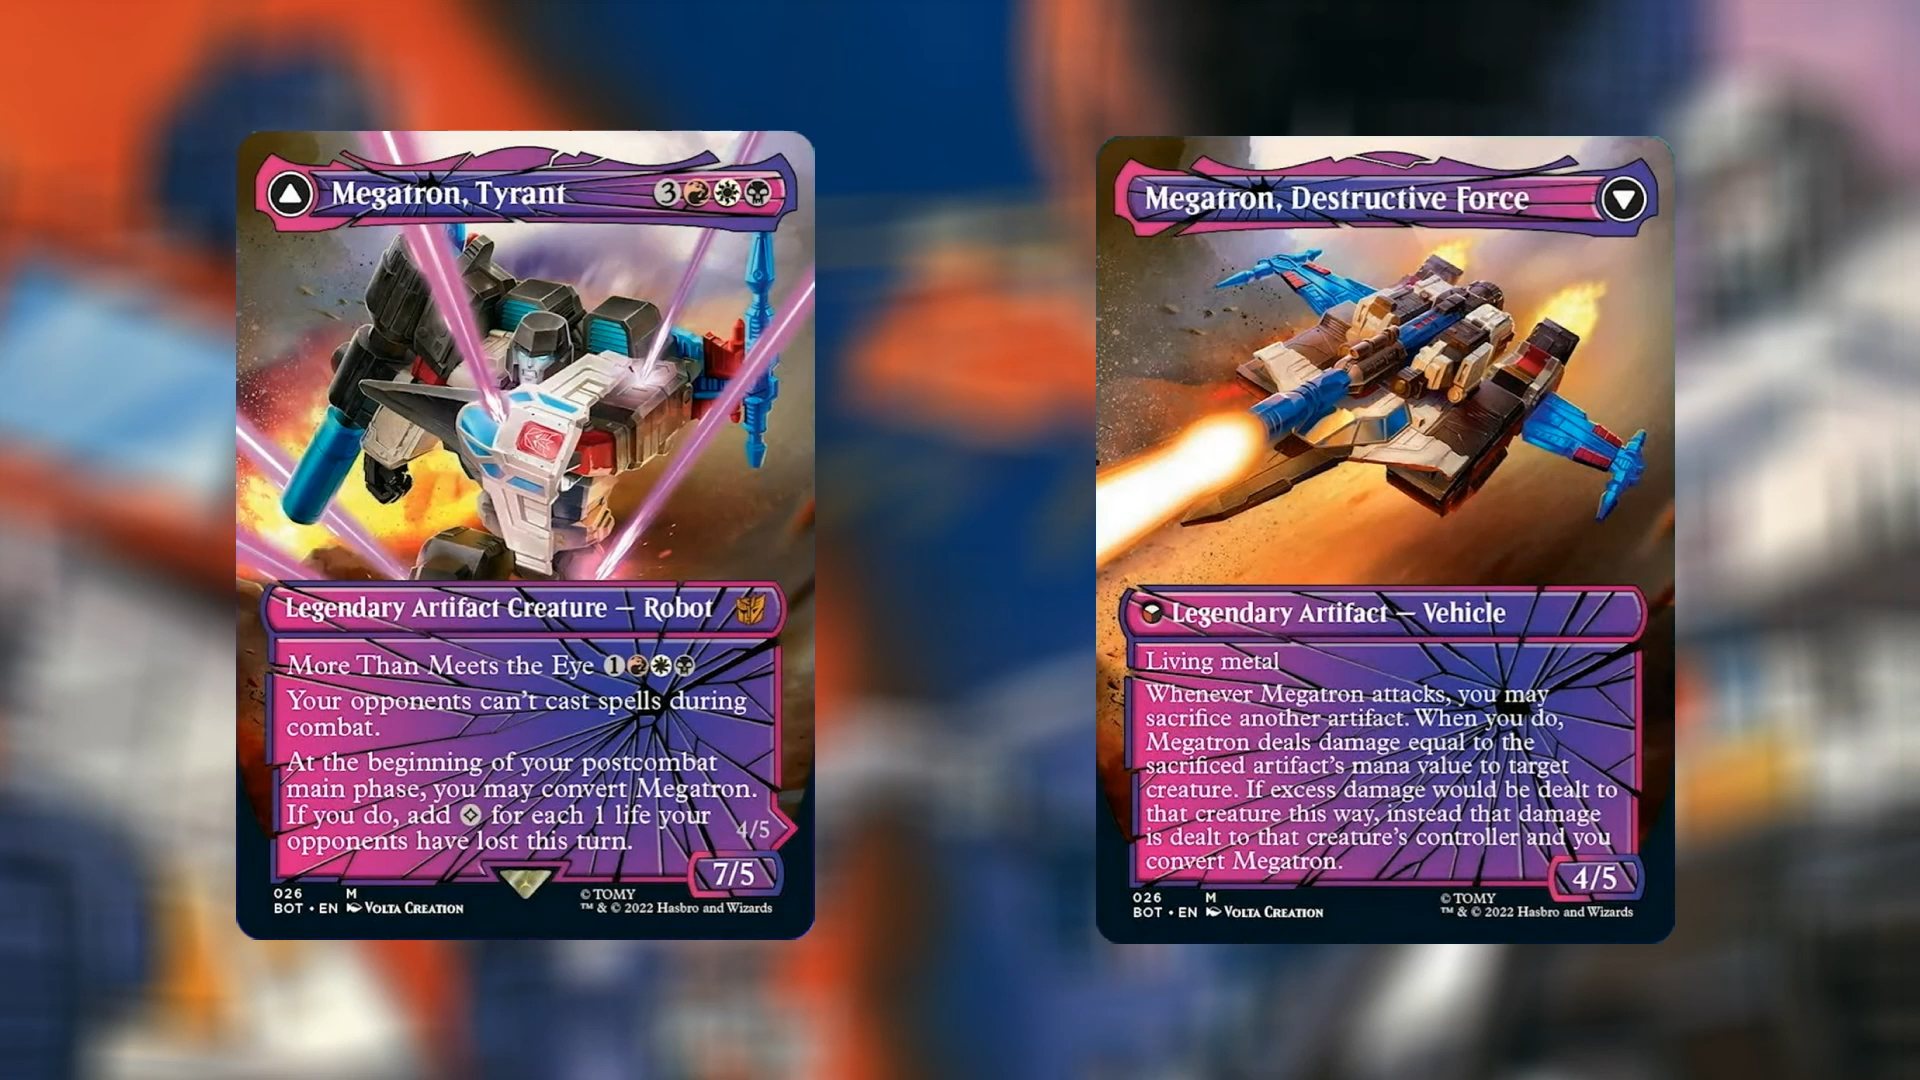 Megatron, Tyrant 3
Legendary Artifact Creature — Robot
More Than Meets the Eye 1
Your opponents can't cast spells during
combat.
At the beginning of your postcombat
main phase, you may convert Megatron.
If you do, add for each 1 life your
opponents have lost this turn.
4/5
7/5
026 M
BOT • EN VOLTA CREATION
© TOMY
™ & © 2022 Hasbro and Wizards
Megatron, Destructive Force
Legendary Artifact — Vehicle
Living metal
Whenever Megatron attacks, you may
sacrifice another artifact. When you do,
Megatron deals damage equal to the
sacrificed artifact's mana value to target
creature. If excess damage would be dealt to
that creature this way, instead that damage
is dealt to that creature's controller and you
convert Megatron.
4/5
026 M
BOT • EN VOLTA CREATION
© TOMY
™ & © 2022 Hasbro and Wizards